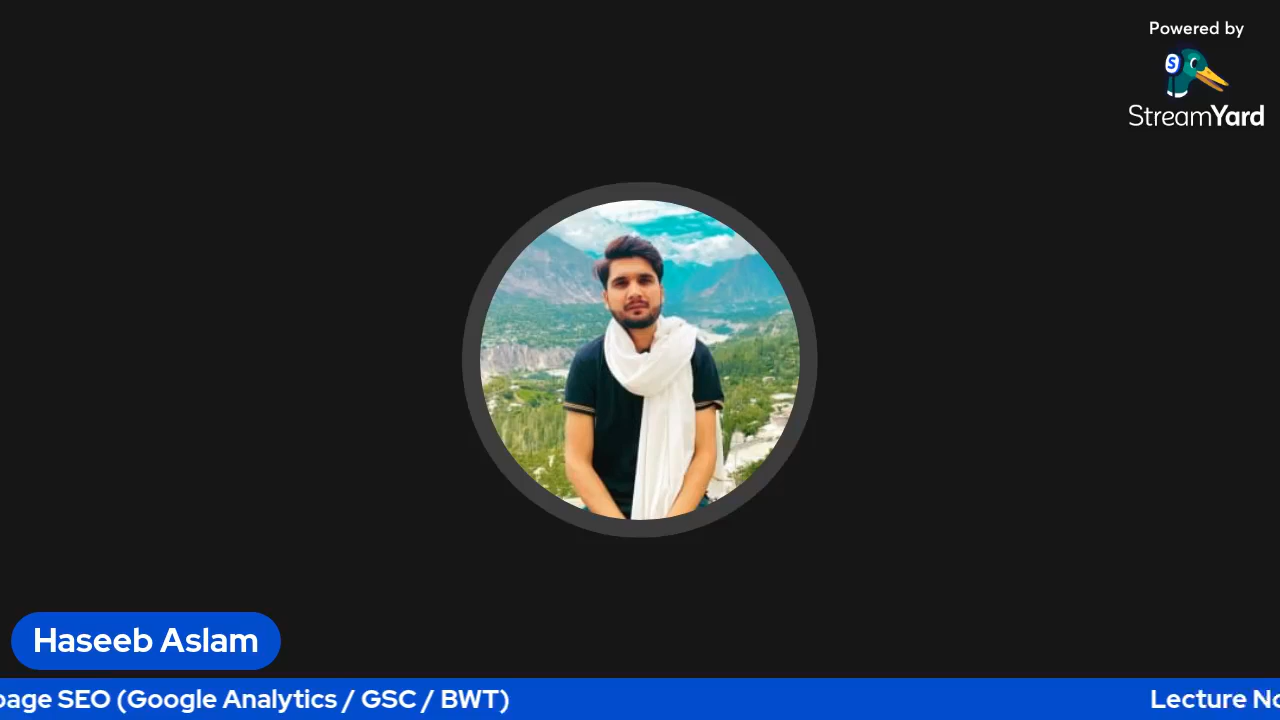 Powered by
S
StreamYard
Haseeb Aslam
page SEO (Google Analytics / GSC / BWT)
Lecture No